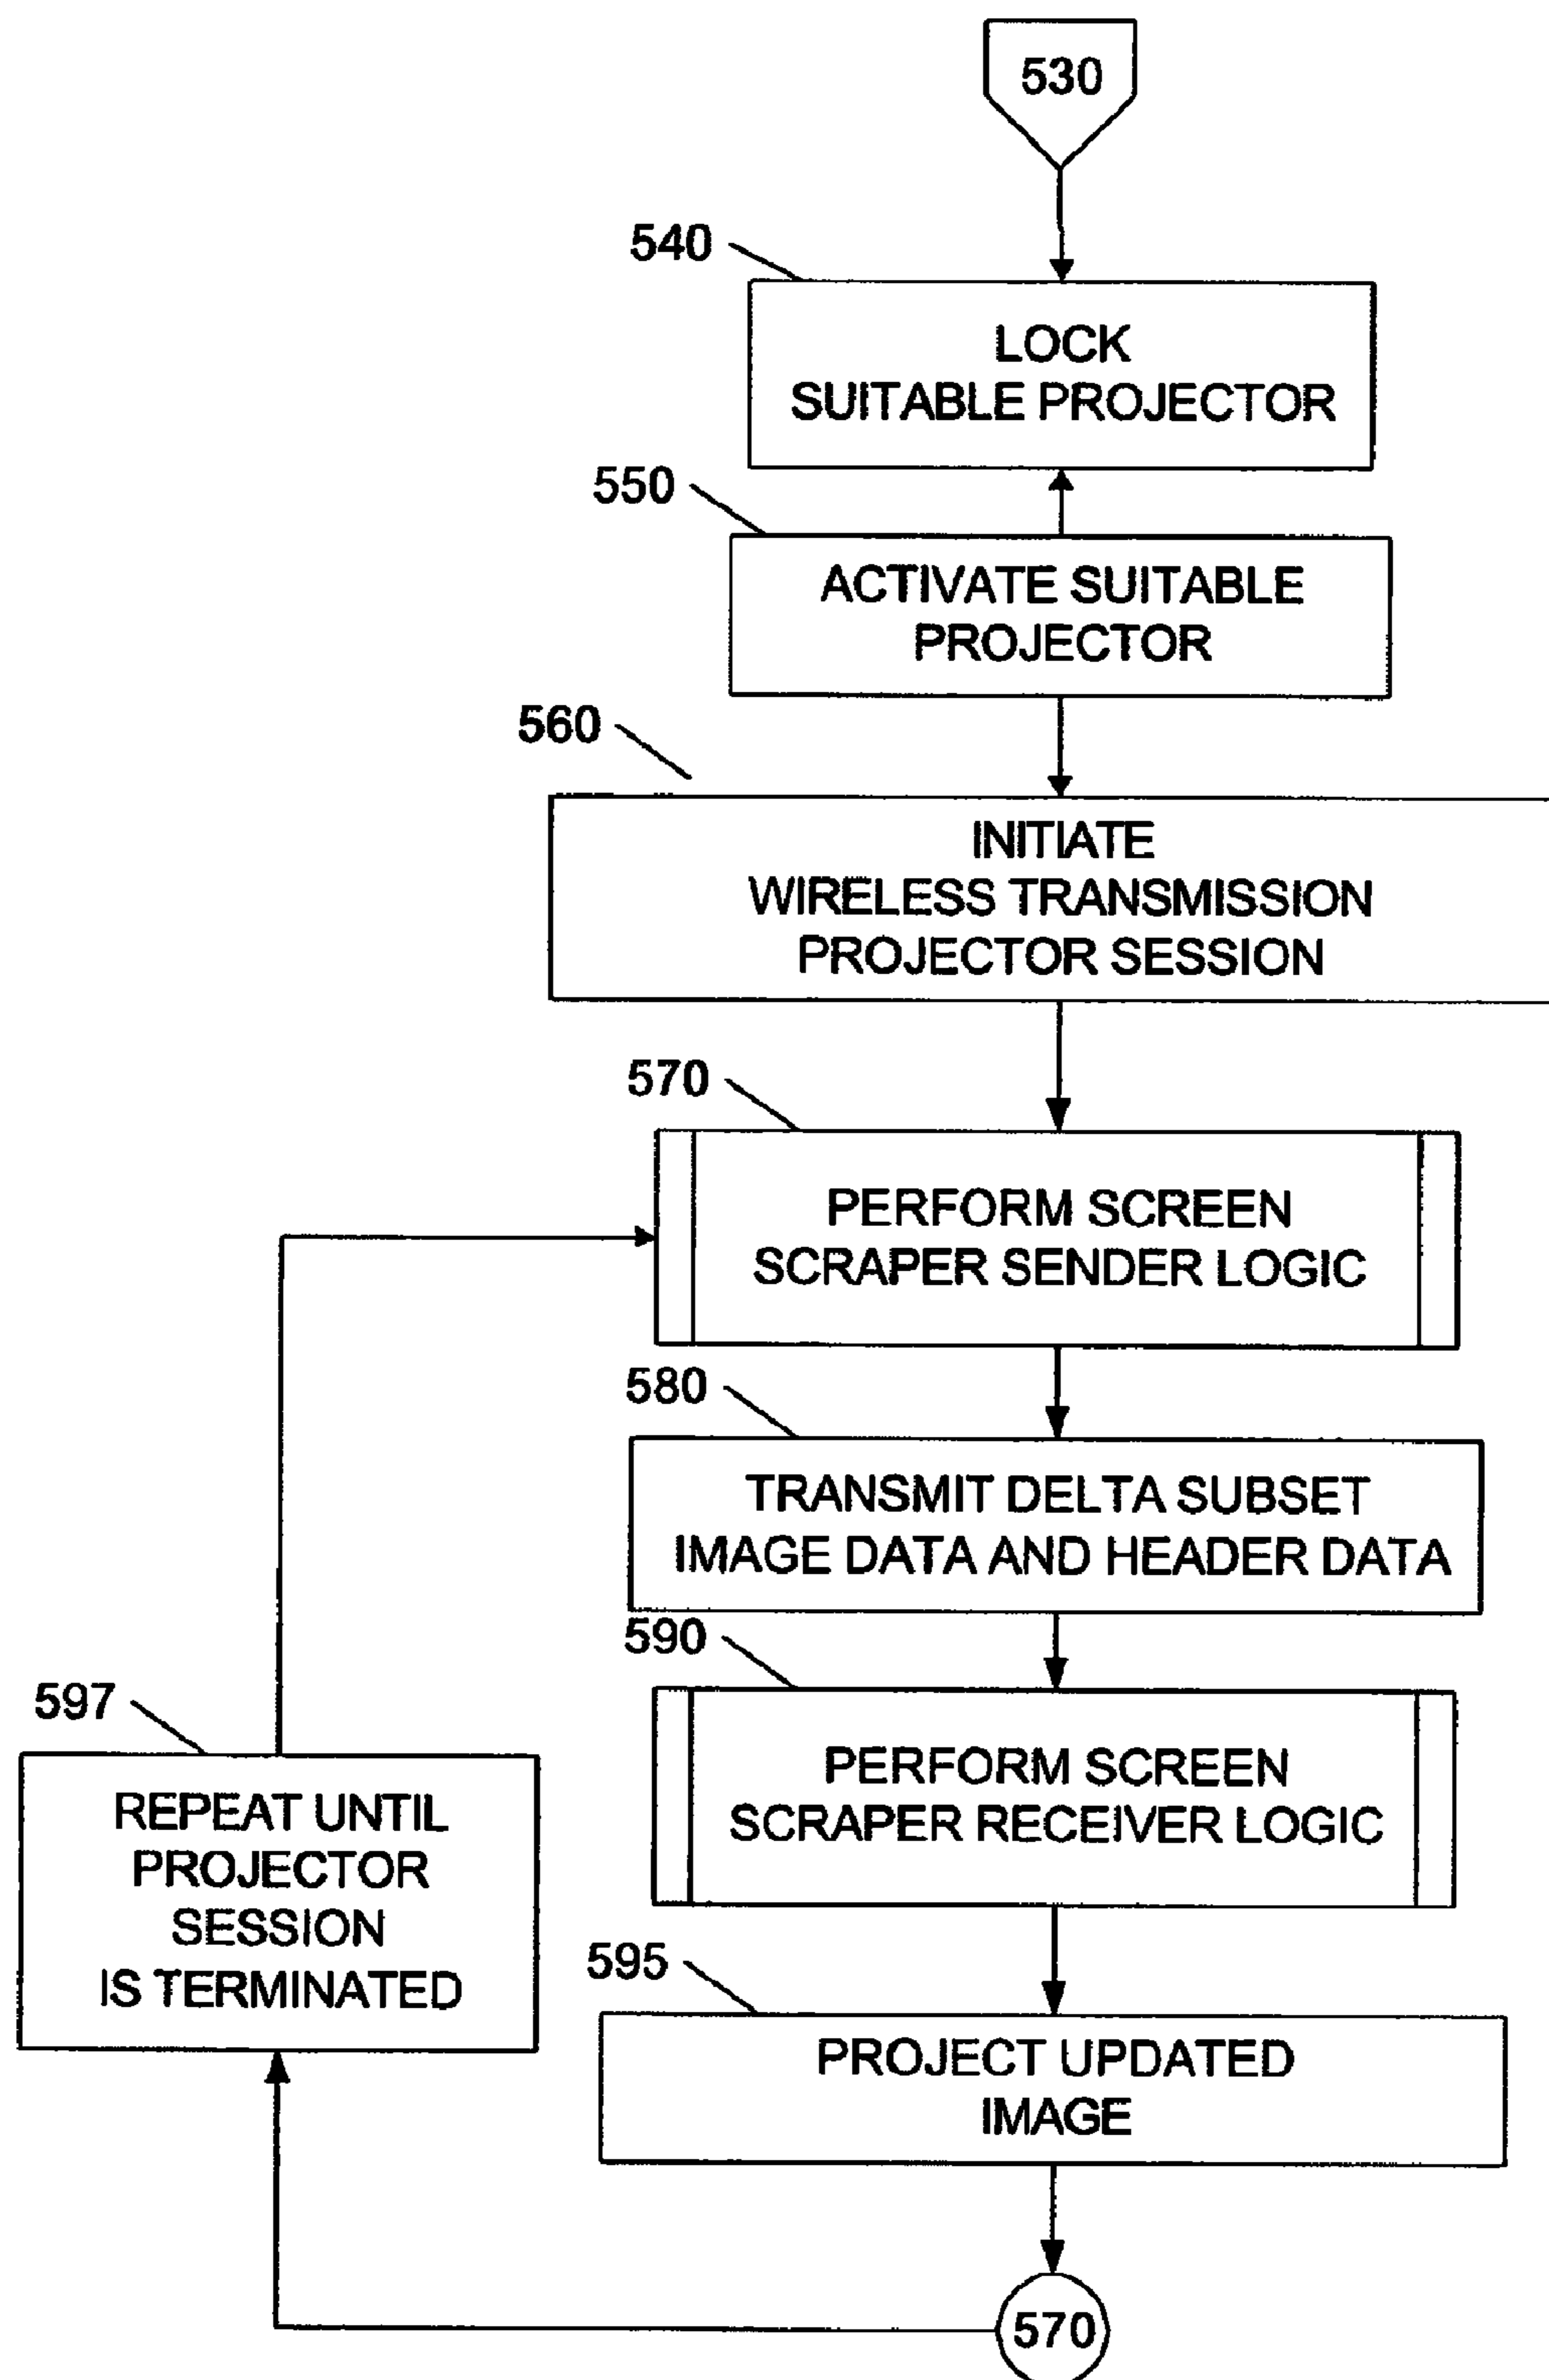 530
540
LOCK
SUITABLE PROJECTOR
550
ACTIVATE SUITABLE
PROJECTOR
560
INITIATE
WIRELESS TRANSMISSION
PROJECTOR SESSION
570
PERFORM SCREEN
SCRAPER SENDER LOGIC
580
TRANSMIT DELTA SUBSET
IMAGE DATA AND HEADER DATA
590
PERFORM SCREEN
SCRAPER RECEIVER LOGIC
597
REPEAT UNTIL
PROJECTOR
SESSION
IS TERMINATED
595
PROJECT UPDATED
IMAGE
570